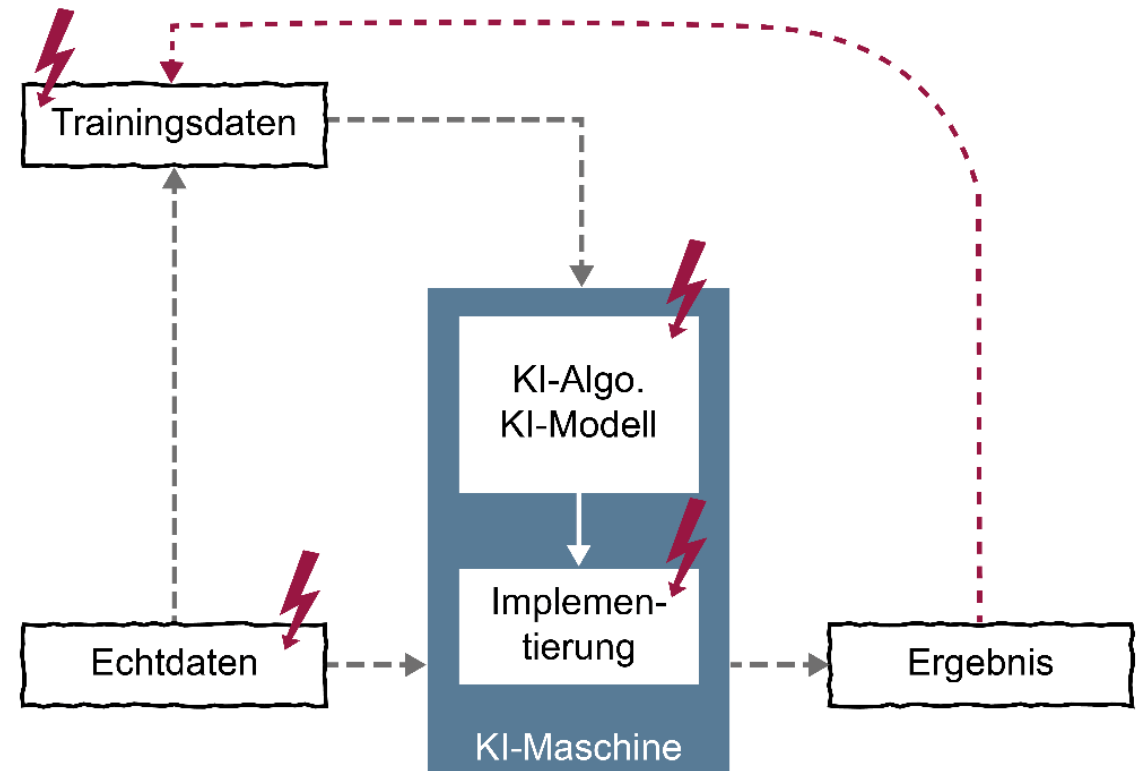 Trainingsdaten
KI-Algo.
KI-Modell
Implemen-
tierung
Echtdaten
Ergebnis
KI-Maschine